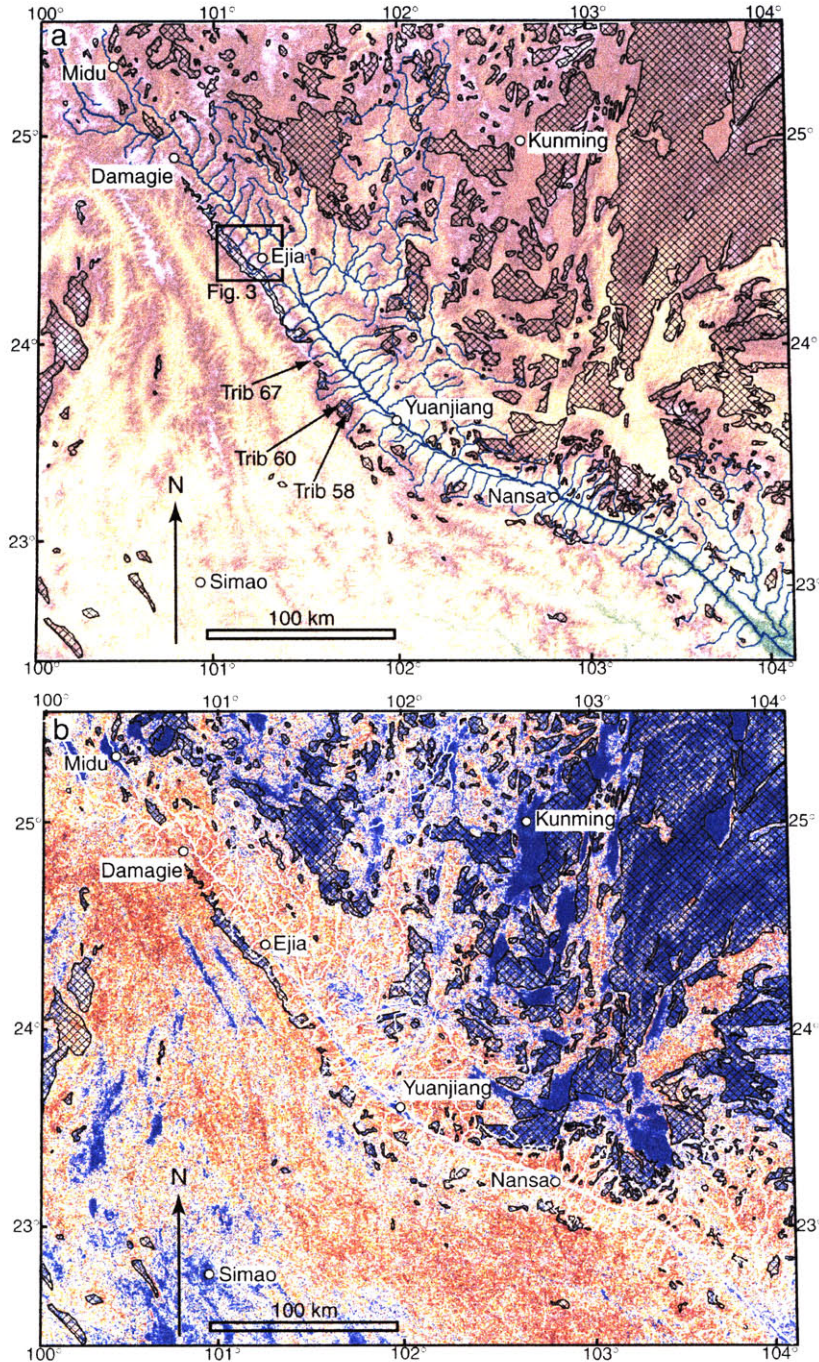 100° 101° 102° 103° 104°
a
Midu
25° 25°
Kunming
Damagie
Ejia
Fig. 3
24° 24°
Trib 67
Yuanjiang
Trib 60
Trib 58
N
Nansa
23° 23°
Simao
100 km
100° 101° 102° 103° 104°
100° 101° 102° 103° 104°
b
Midu
25° 25°
Kunming
Damagie
Ejia
24° 24°
Yuanjiang
N
Nansa
23° 23°
Simao
100 km
100° 101° 102° 103° 104°